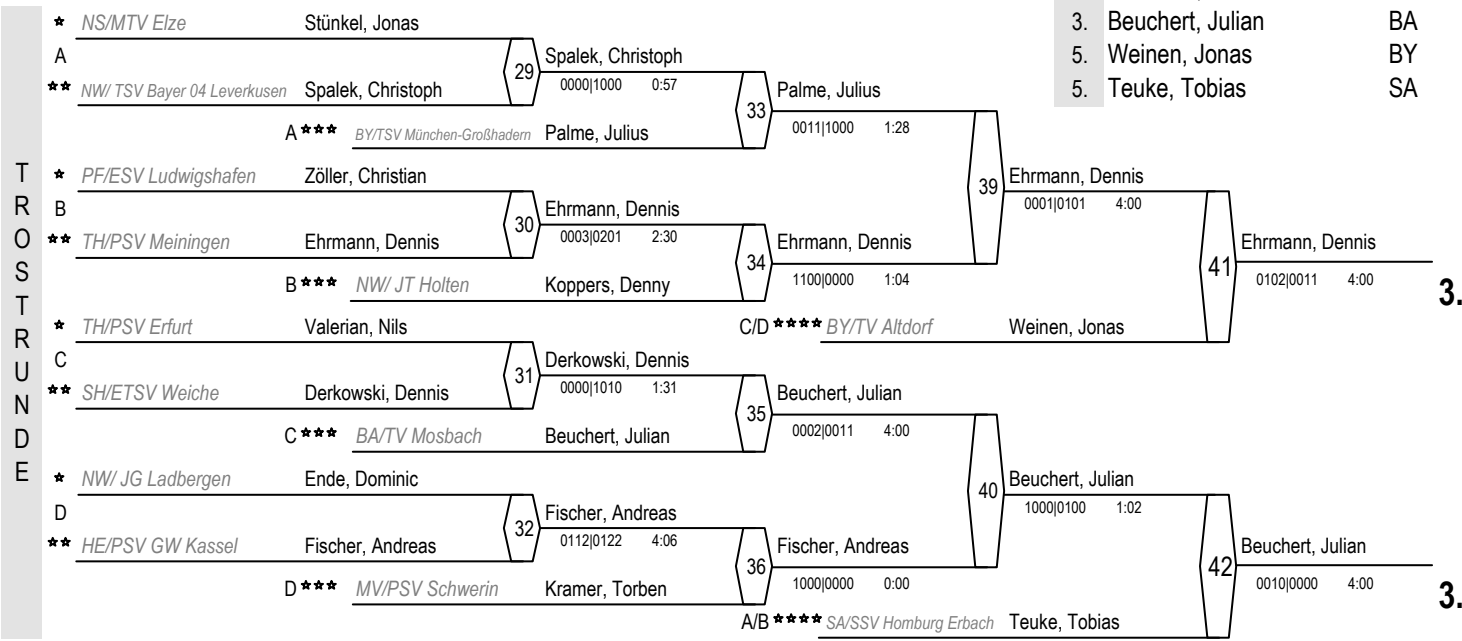 3. Beuchert, Julian BA
5. Weinen, Jonas BY
5. Teuke, Tobias SA
TROSTRUNDE
* NS/MTV Elze Stünkel, Jonas
A
** NW/ TSV Bayer 04 Leverkusen Spalek, Christoph
29
Spalek, Christoph
0000|1000 0:57
A *** BY/TSV München-Großhadern Palme, Julius
33
Palme, Julius
0011|1000 1:28
* PF/ESV Ludwigshafen Zöller, Christian
B
** TH/PSV Meiningen Ehrmann, Dennis
30
Ehrmann, Dennis
0003|0201 2:30
B *** NW/ JT Holten Koppers, Denny
34
Ehrmann, Dennis
1100|0000 1:04
39
Ehrmann, Dennis
0001|0101 4:00
C/D **** BY/TV Altdorf Weinen, Jonas
41
Ehrmann, Dennis
0102|0011 4:00
3.
* TH/PSV Erfurt Valerian, Nils
C
** SH/ETSV Weiche Derkowski, Dennis
31
Derkowski, Dennis
0000|1010 1:31
C *** BA/TV Mosbach Beuchert, Julian
35
Beuchert, Julian
0002|0011 4:00
* NW/ JG Ladbergen Ende, Dominic
D
** HE/PSV GW Kassel Fischer, Andreas
32
Fischer, Andreas
0112|0122 4:06
D *** MV/PSV Schwerin Kramer, Torben
36
Fischer, Andreas
1000|0000 0:00
40
Beuchert, Julian
1000|0100 1:02
A/B **** SA/SSV Homburg Erbach Teuke, Tobias
42
Beuchert, Julian
0010|0000 4:00
3.